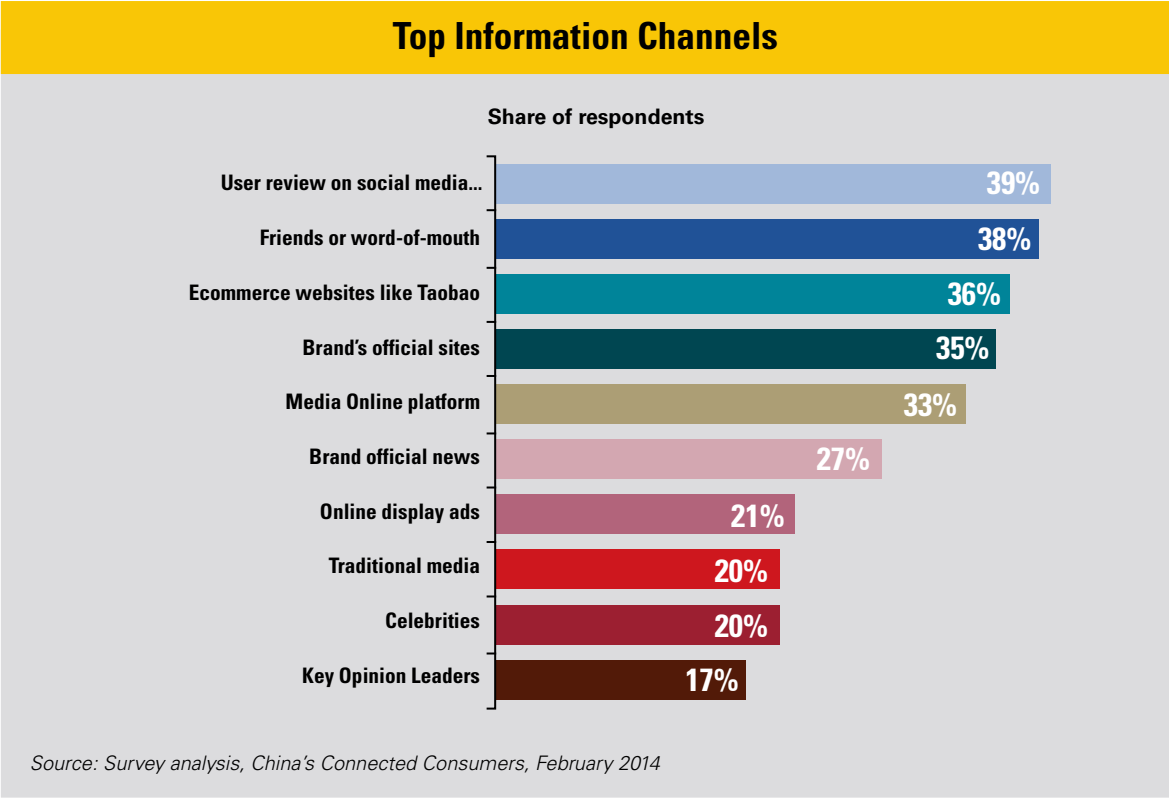 Top Information Channels
Share of respondents
User review on social media... 39%
Friends or word-of-mouth 38%
Ecommerce websites like Taobao 36%
Brand’s official sites 35%
Media Online platform 33%
Brand official news 27%
Online display ads 21%
Traditional media 20%
Celebrities 20%
Key Opinion Leaders 17%
Source: Survey analysis, China’s Connected Consumers, February 2014